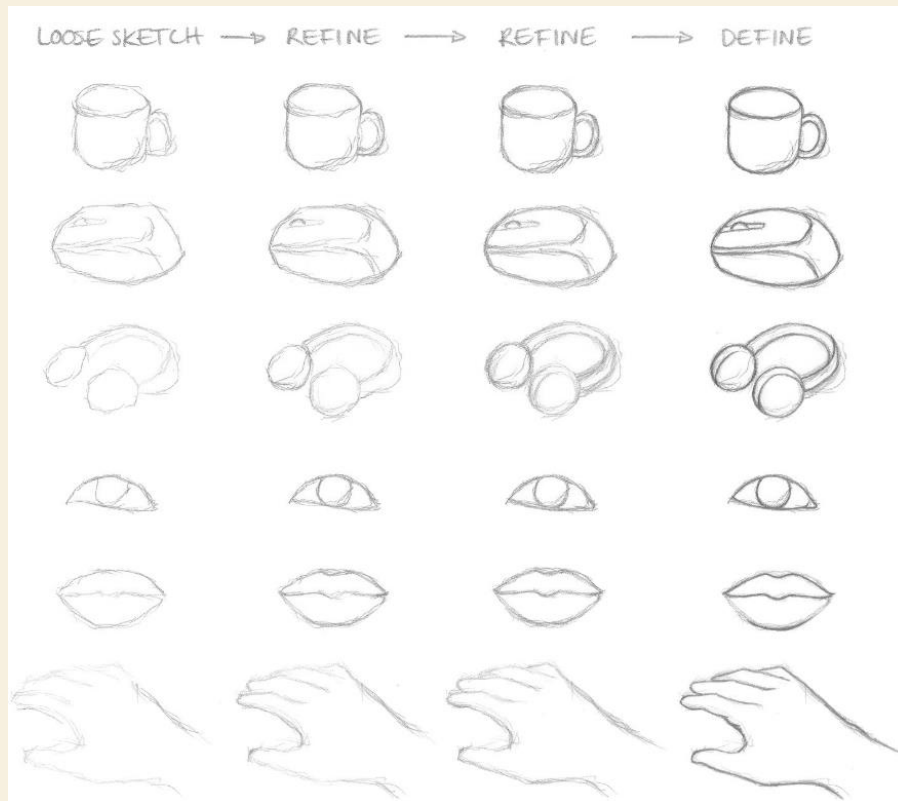 LOOSE SKETCH → REFINE → REFINE → DEFINE